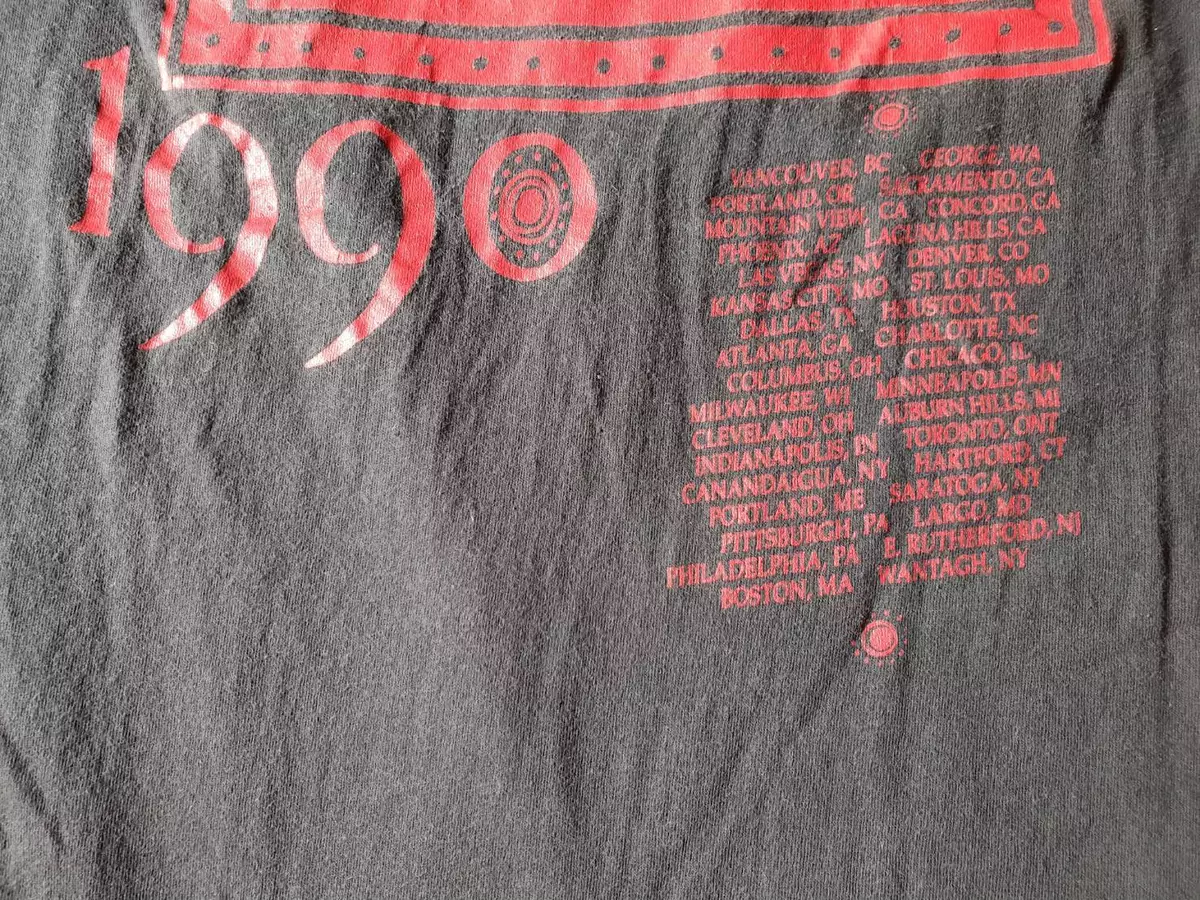 1990
VANCOUVER, BC GEORGE, WA
PORTLAND, OR SACRAMENTO, CA
MOUNTAIN VIEW, CA CONCORD, CA
PHOENIX, AZ LAGUNA HILLS, CA
LAS VEGAS, NV DENVER, CO
KANSAS CITY, MO ST. LOUIS, MO
DALLAS, TX HOUSTON, TX
ATLANTA, GA CHARLOTTE, NC
COLUMBUS, OH CHICAGO, IL
MILWAUKEE, WI MINNEAPOLIS, MN
CLEVELAND, OH AUBURN HILLS, MI
INDIANAPOLIS, IN TORONTO, ONT
CANANDAIGUA, NY HARTFORD, CT
PORTLAND, ME SARATOGA, NY
PITTSBURGH, PA LARGO, MD
PHILADELPHIA, PA E. RUTHERFORD, NJ
BOSTON, MA WANTAGH, NY